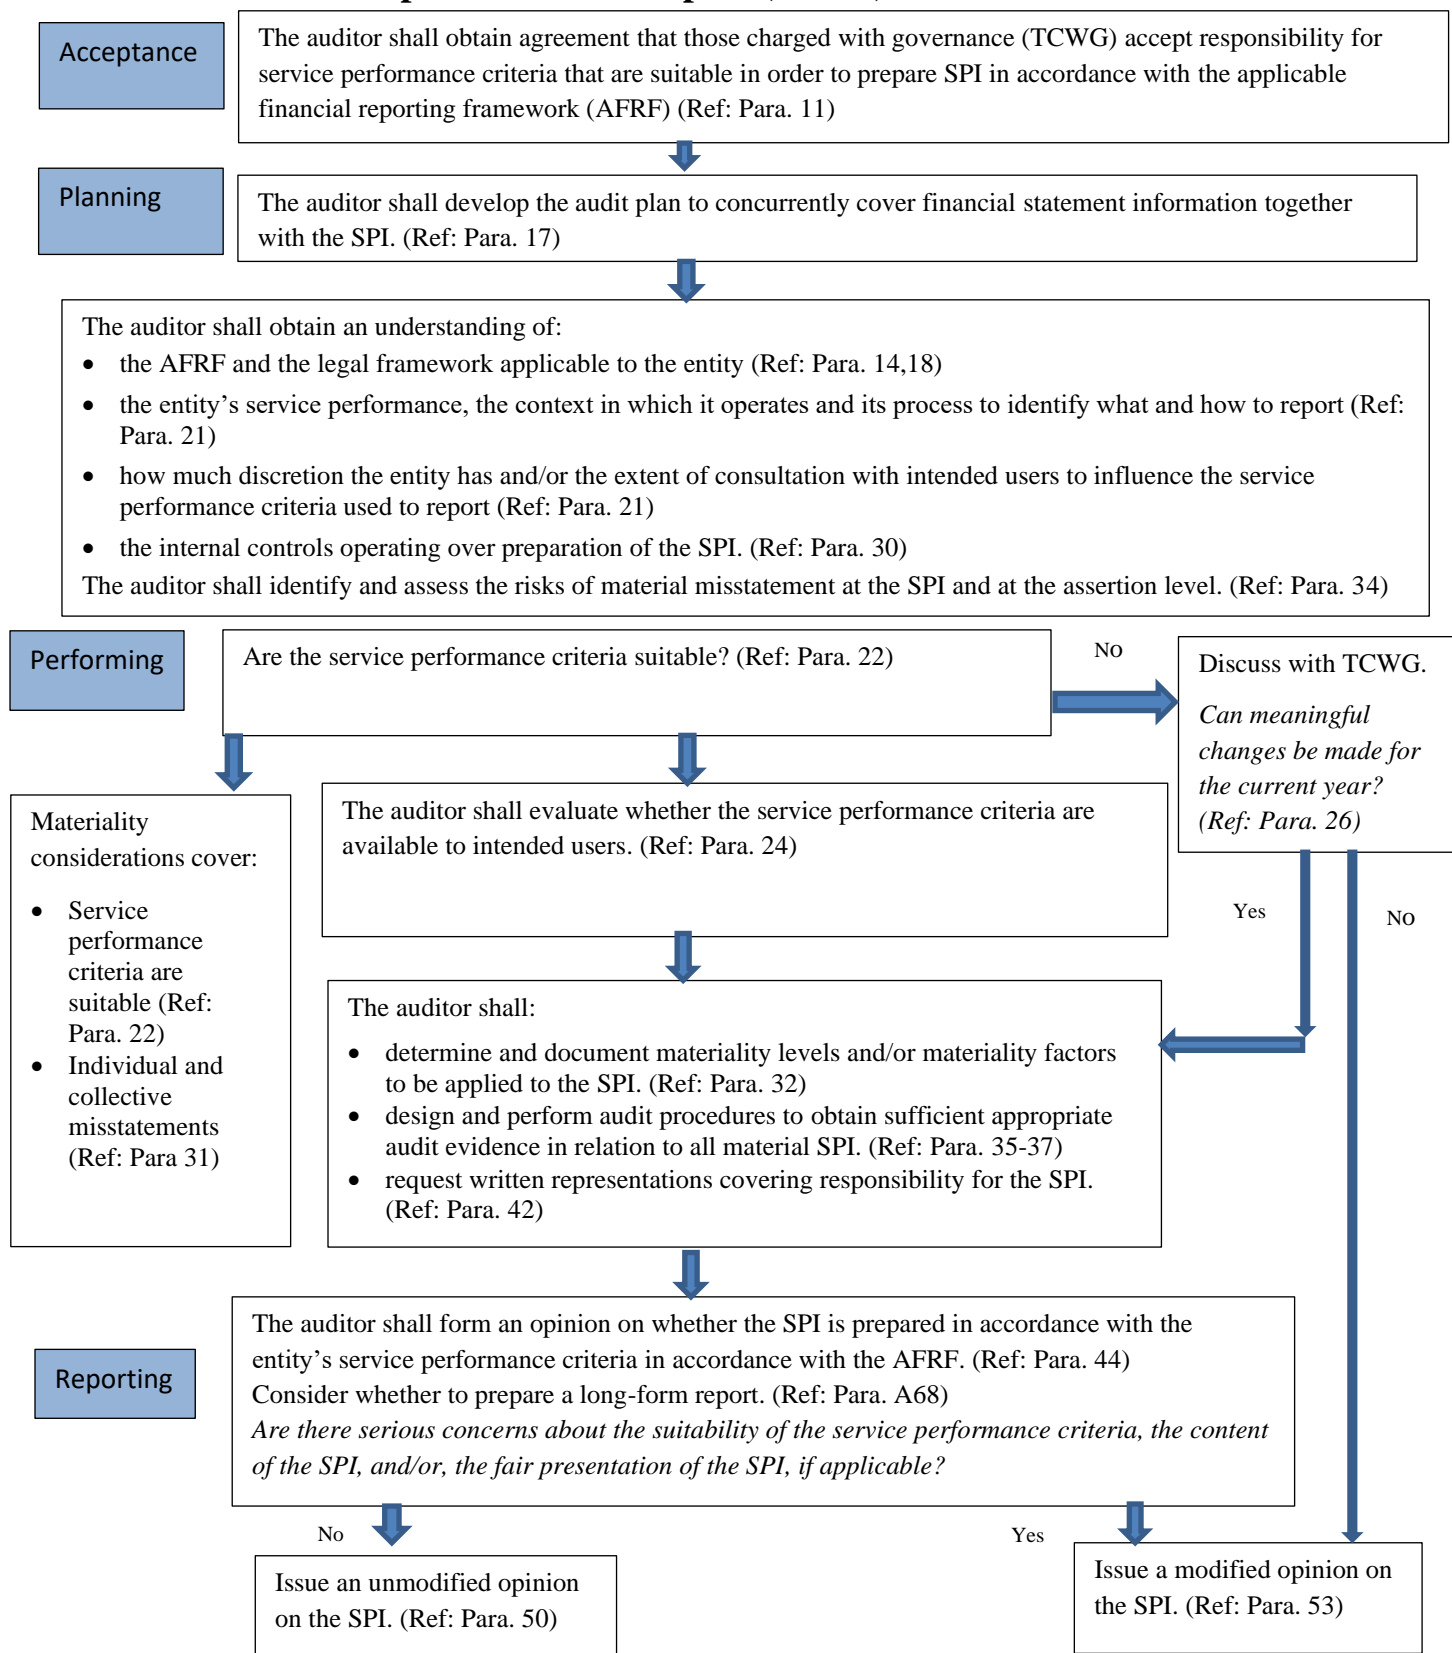 Acceptance
The auditor shall obtain agreement that those charged with governance (TCWG) accept responsibility for
service performance criteria that are suitable in order to prepare SPI in accordance with the applicable
financial reporting framework (AFRF) (Ref: Para. 11)
Planning
The auditor shall develop the audit plan to concurrently cover financial statement information together
with the SPI. (Ref: Para. 17)
The auditor shall obtain an understanding of:
• the AFRF and the legal framework applicable to the entity (Ref: Para. 14,18)
• the entity’s service performance, the context in which it operates and its process to identify what and how to report (Ref:
Para. 21)
• how much discretion the entity has and/or the extent of consultation with intended users to influence the service
performance criteria used to report (Ref: Para. 21)
• the internal controls operating over preparation of the SPI. (Ref: Para. 30)
The auditor shall identify and assess the risks of material misstatement at the SPI and at the assertion level. (Ref: Para. 34)
Performing
Are the service performance criteria suitable? (Ref: Para. 22)
No
Discuss with TCWG.
Can meaningful
changes be made for
the current year?
(Ref: Para. 26)
Materiality
considerations cover:
• Service
performance
criteria are
suitable (Ref:
Para. 22)
• Individual and
collective
misstatements
(Ref: Para 31)
The auditor shall evaluate whether the service performance criteria are
available to intended users. (Ref: Para. 24)
Yes
No
The auditor shall:
• determine and document materiality levels and/or materiality factors
to be applied to the SPI. (Ref: Para. 32)
• design and perform audit procedures to obtain sufficient appropriate
audit evidence in relation to all material SPI. (Ref: Para. 35-37)
• request written representations covering responsibility for the SPI.
(Ref: Para. 42)
Reporting
The auditor shall form an opinion on whether the SPI is prepared in accordance with the
entity’s service performance criteria in accordance with the AFRF. (Ref: Para. 44)
Consider whether to prepare a long-form report. (Ref: Para. A68)
Are there serious concerns about the suitability of the service performance criteria, the content
of the SPI, and/or, the fair presentation of the SPI, if applicable?
No
Yes
Issue an unmodified opinion
on the SPI. (Ref: Para. 50)
Issue a modified opinion on
the SPI. (Ref: Para. 53)